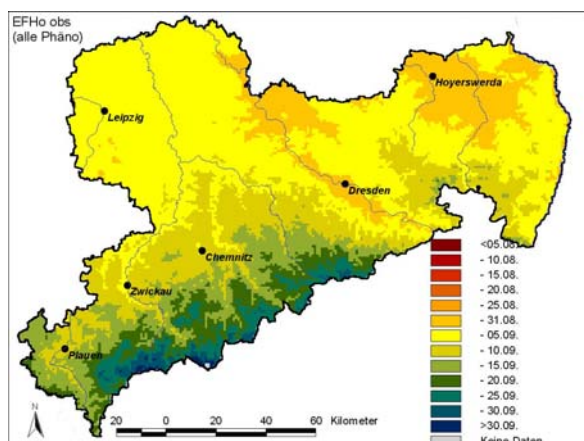 EFHo obs
(alle Phäno)
Hoyerswerda
Leipzig
Dresden
Chemnitz
Zwickau
Plauen
<05.08.
- 10.08.
- 15.08.
- 20.08.
- 25.08.
- 31.08.
- 05.09.
- 10.09.
- 15.09.
- 20.09.
- 25.09.
- 30.09.
>30.09.
Keine Daten
N
20 0 20 40 60 Kilometer